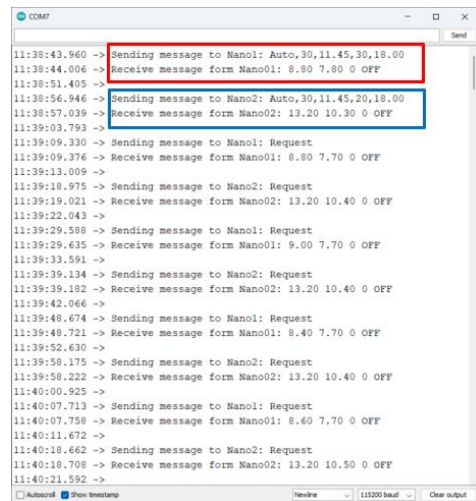 COM7
Send
11:38:43.960 -> Sending message to Nano1: Auto,30,11.45,30,18.00
11:38:44.006 -> Receive message form Nano01: 8.80 7.80 0 OFF
11:38:51.405 ->
11:38:56.946 -> Sending message to Nano2: Auto,30,11.45,20,18.00
11:38:57.039 -> Receive message form Nano02: 13.20 10.30 0 OFF
11:39:03.793 ->
11:39:09.330 -> Sending message to Nano1: Request
11:39:09.376 -> Receive message form Nano01: 8.80 7.70 0 OFF
11:39:13.009 ->
11:39:18.975 -> Sending message to Nano2: Request
11:39:19.021 -> Receive message form Nano02: 13.20 10.40 0 OFF
11:39:22.043 ->
11:39:29.588 -> Sending message to Nano1: Request
11:39:29.635 -> Receive message form Nano01: 9.00 7.70 0 OFF
11:39:33.591 ->
11:39:39.134 -> Sending message to Nano2: Request
11:39:39.182 -> Receive message form Nano02: 13.20 10.40 0 OFF
11:39:42.066 ->
11:39:48.674 -> Sending message to Nano1: Request
11:39:48.721 -> Receive message form Nano01: 8.40 7.70 0 OFF
11:39:52.630 ->
11:39:58.175 -> Sending message to Nano2: Request
11:39:58.222 -> Receive message form Nano02: 13.20 10.40 0 OFF
11:40:00.925 ->
11:40:07.713 -> Sending message to Nano1: Request
11:40:07.758 -> Receive message form Nano01: 8.60 7.70 0 OFF
11:40:11.672 ->
11:40:18.662 -> Sending message to Nano2: Request
11:40:18.708 -> Receive message form Nano02: 13.20 10.50 0 OFF
11:40:21.592 ->
Autoscroll Show timestamp Newline 115200 baud Clear output